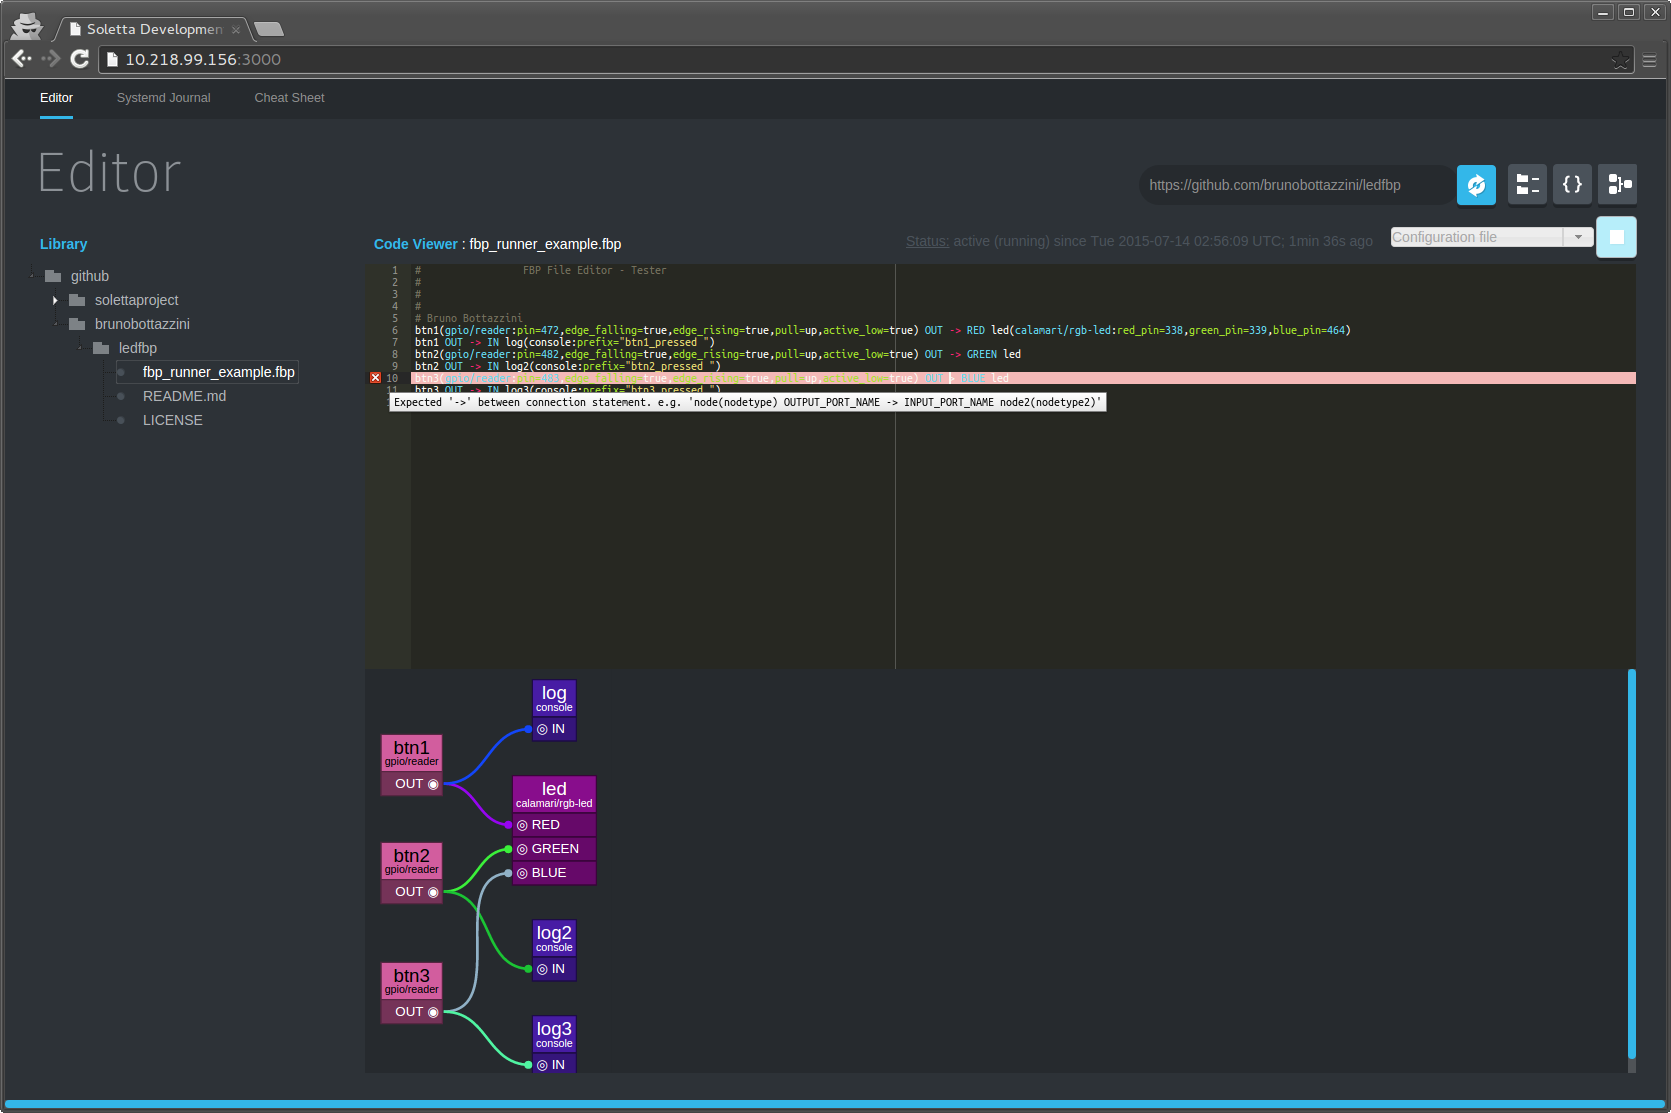 Soletta Developmen
10.218.99.156:3000
Editor Systemd Journal Cheat Sheet
Editor
https://github.com/brunobottazzini/ledfbp
{ }
Library
github
solettaproject
brunobottazzini
ledfbp
fbp_runner_example.fbp
README.md
LICENSE
Code Viewer : fbp_runner_example.fbp
Status: active (running) since Tue 2015-07-14 02:56:09 UTC; 1min 36s ago
Configuration file
1 # FBP File Editor - Tester
2 #
3 #
4 #
5 # Bruno Bottazzini
6 btn1(gpio/reader:pin=472,edge_falling=true,edge_rising=true,pull=up,active_low=true) OUT -> RED led(calamari/rgb-led:red_pin=338,green_pin=339,blue_pin=464)
7 btn1 OUT -> IN log(console:prefix="btn1_pressed ")
8 btn2(gpio/reader:pin=482,edge_falling=true,edge_rising=true,pull=up,active_low=true) OUT -> GREEN led
9 btn2 OUT -> IN log2(console:prefix="btn2_pressed ")
10 btn3(gpio/reader:pin=483,edge_falling=true,edge_rising=true,pull=up,active_low=true) OUT > BLUE led
11 btn3 OUT -> IN log3(console:prefix="btn3_pressed ")
Expected '->' between connection statement. e.g. 'node(nodetype) OUTPUT_PORT_NAME -> INPUT_PORT_NAME node2(nodetype2)'
log
console
IN
btn1
gpio/reader
OUT
led
calamari/rgb-led
RED
GREEN
BLUE
btn2
gpio/reader
OUT
log2
console
IN
btn3
gpio/reader
OUT
log3
console
IN